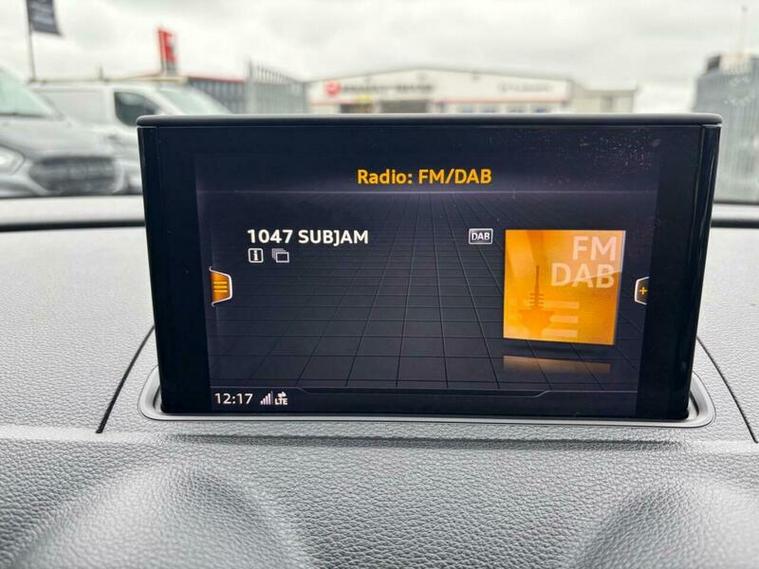 Radio: FM/DAB
1047 SUBJAM
DAB
FM
DAB
12:17
LTE